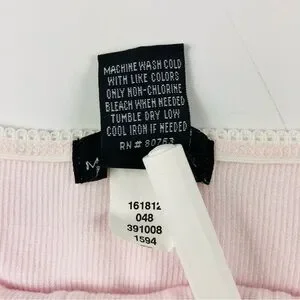 MACHINE WASH COLD
WITH LIKE COLORS
ONLY NON-CHLORINE
BLEACH WHEN NEEDED
TUMBLE DRY LOW
COOL IRON IF NEEDED
RN# 80753
161812
048
391008
1594